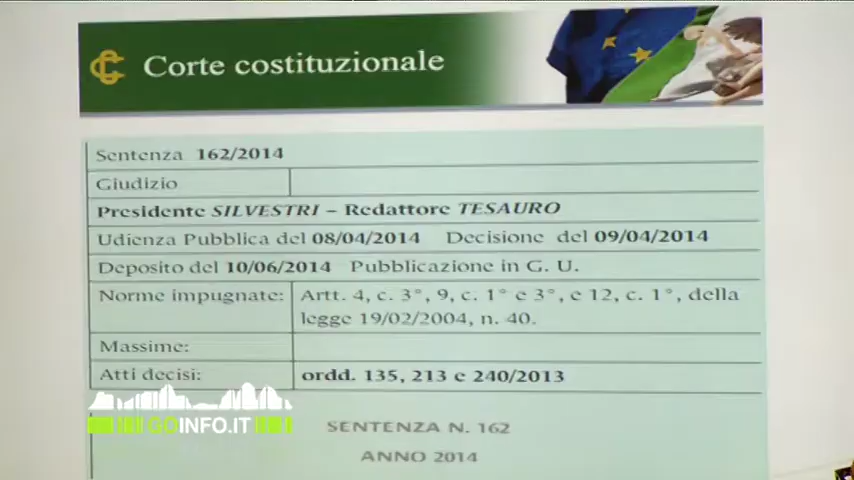 Corte costituzionale
Sentenza 162/2014
Giudizio
Presidente SILVESTRI – Redattore TESAURO
Udienza Pubblica del 08/04/2014 Decisione del 09/04/2014
Deposito del 10/06/2014 Pubblicazione in G. U.
Norme impugnate: Artt. 4, c. 3°, 9, c. 1° e 3°, e 12, c. 1°, della
legge 19/02/2004, n. 40.
Massime:
Atti decisi: ordd. 135, 213 e 240/2013
GOINFO.IT
SENTENZA N. 162
ANNO 2014